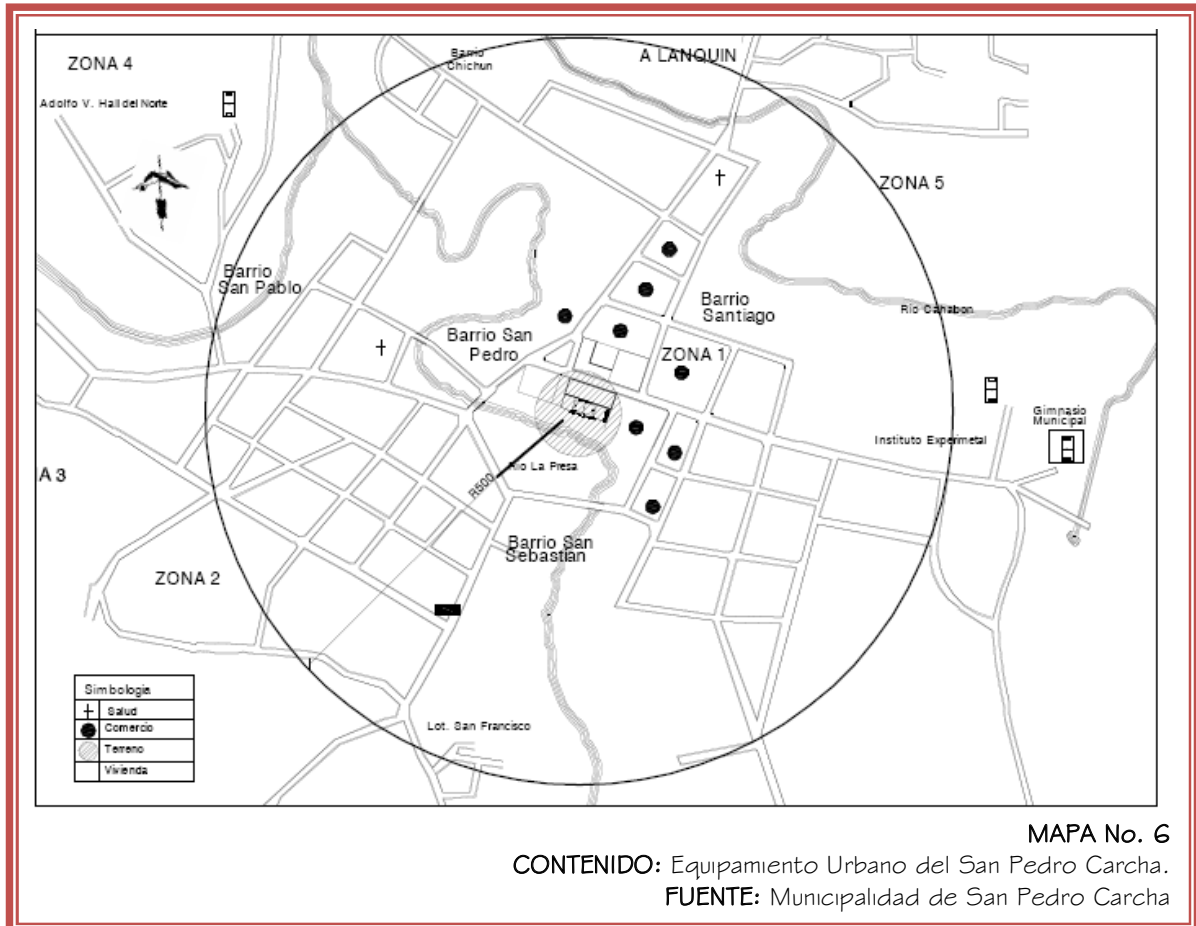 ZONA 4
Barrio
Chichun
A LANQUIN
Adolfo V. Hall del Norte
ZONA 5
Barrio
San Pablo
Barrio San
Pedro
Barrio
Santiago
Rio Cahabon
ZONA 1
Gimnasio
Municipal
Instituto Experimetal
A 3
Rio La Presa
R500
Barrio San
Sebastian
ZONA 2
Simbologia
Salud
Comercio
Terreno
Vivienda
Lot. San Francisco
MAPA No. 6
CONTENIDO: Equipamiento Urbano del San Pedro Carcha.
FUENTE: Municipalidad de San Pedro Carcha